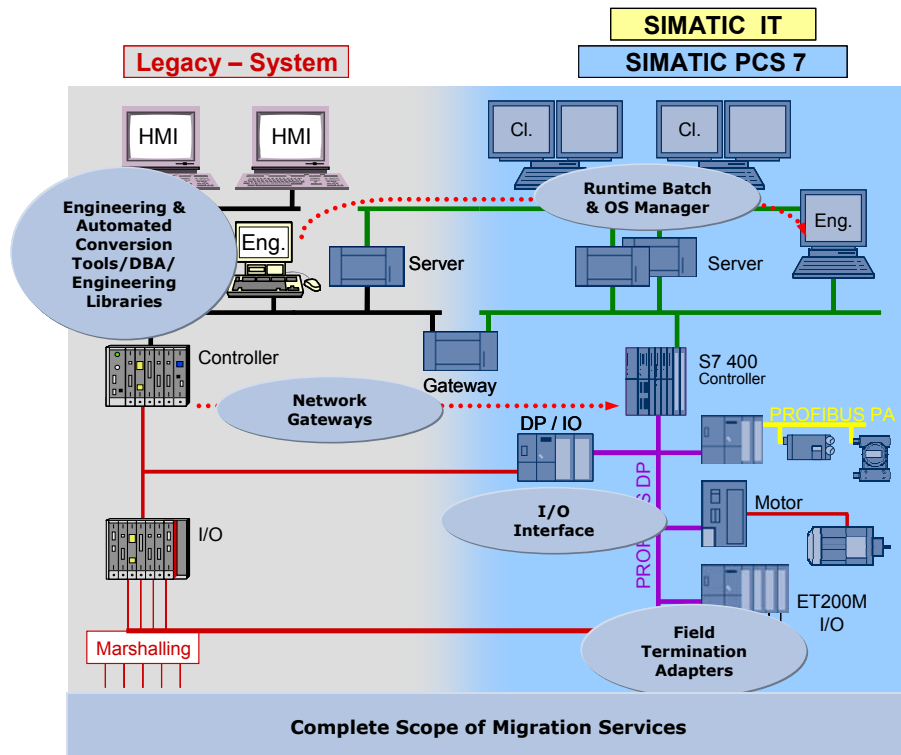 SIMATIC IT
Legacy – System
SIMATIC PCS 7
HMI
HMI
Cl.
Cl.
Engineering &
Automated
Conversion
Tools/DBA/
Engineering
Libraries
Runtime Batch
& OS Manager
Eng.
Eng.
Server
Server
Controller
Gateway
S7 400
Controller
Network
Gateways
PROFIBUS PA
DP / IO
I/O
Interface
Motor
I/O
DP
ET200M
I/O
Marshalling
Field
Termination
Adapters
Complete Scope of Migration Services